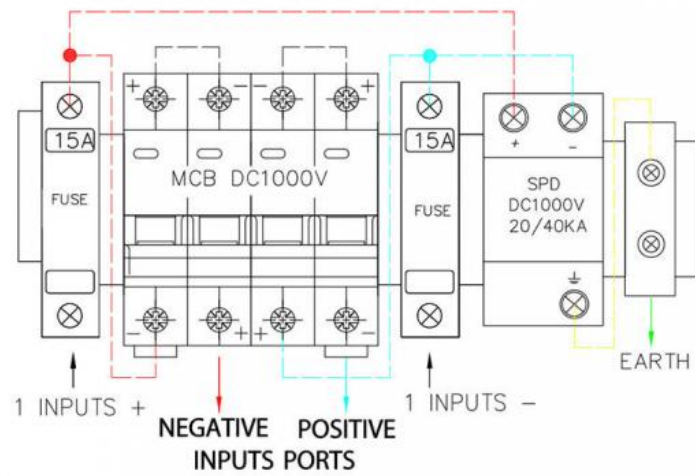 + - - +
15A
15A
+ -
MCB DC1000V
FUSE
FUSE
SPD
DC1000V
20/40KA
- + + -
EARTH
1 INPUTS +
1 INPUTS -
NEGATIVE POSITIVE
INPUTS PORTS